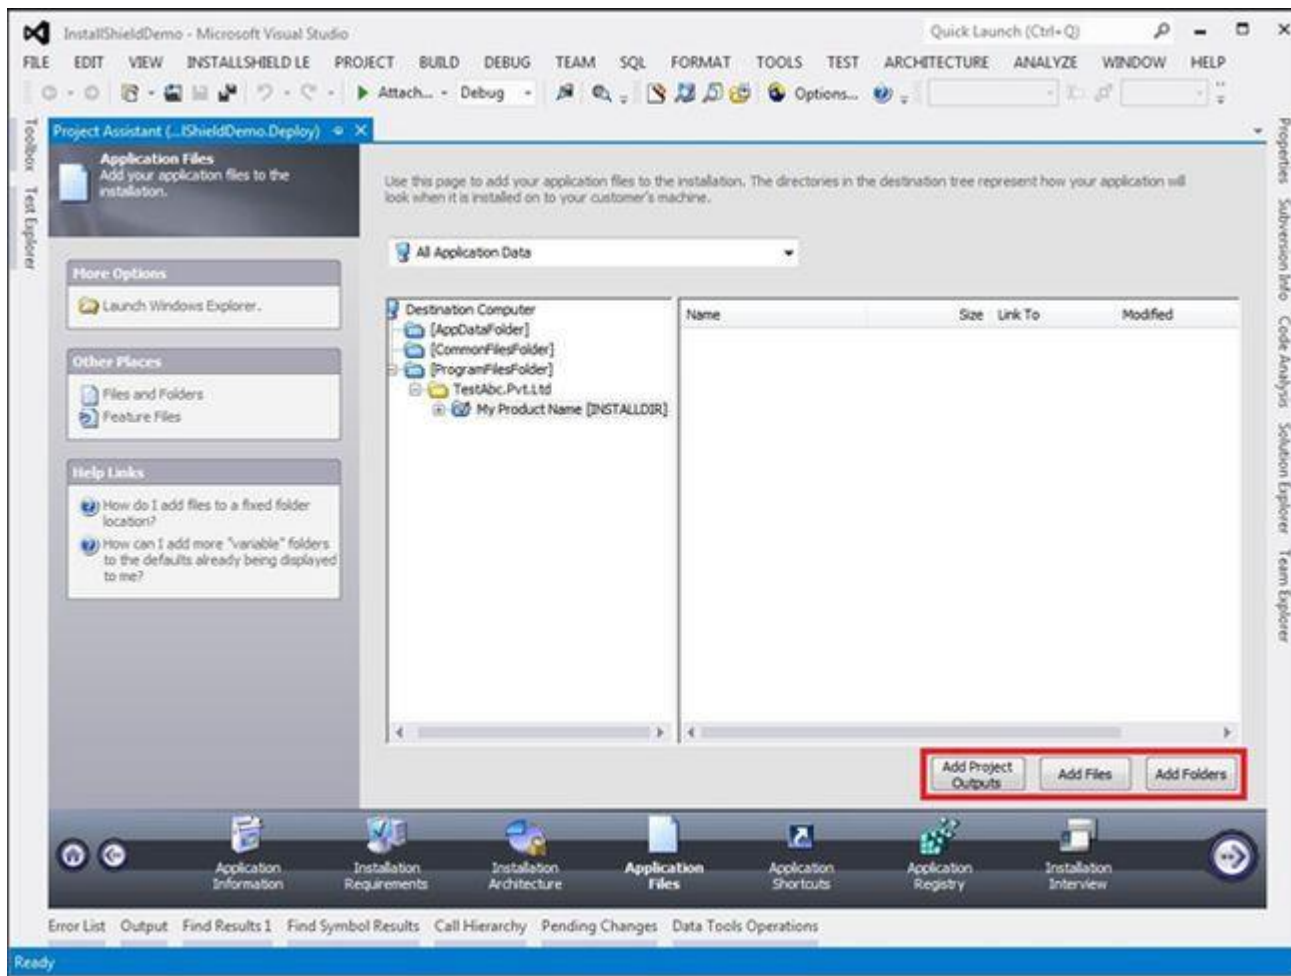 InstallShieldDemo - Microsoft Visual Studio
Quick Launch (Ctrl+Q)
FILE EDIT VIEW INSTALLSHIELD LE PROJECT BUILD DEBUG TEAM SQL FORMAT TOOLS TEST ARCHITECTURE ANALYZE WINDOW HELP
Attach... Debug Options...
Toolbox
Test Explorer
Project Assistant (...lShieldDemo.Deploy)
Application Files
Add your application files to the
installation.
More Options
Launch Windows Explorer.
Other Places
Files and Folders
Feature Files
Help Links
How do I add files to a fixed folder
location?
How can I add more "variable" folders
to the defaults already being displayed
to me?
Use this page to add your application files to the installation. The directories in the destination tree represent how your application will
look when it is installed on to your customer's machine.
All Application Data
Destination Computer
[AppDataFolder]
[CommonFilesFolder]
[ProgramFilesFolder]
TestAbc.Pvt.Ltd
My Product Name [INSTALLDIR]
Name Size Link To Modified
Add Project
Outputs
Add Files
Add Folders
Properties
Subversion Info
Code Analysis
Solution Explorer
Team Explorer
Application
Information
Installation
Requirements
Installation
Architecture
Application
Files
Application
Shortcuts
Application
Registry
Installation
Interview
Error List Output Find Results 1 Find Symbol Results Call Hierarchy Pending Changes Data Tools Operations
Ready